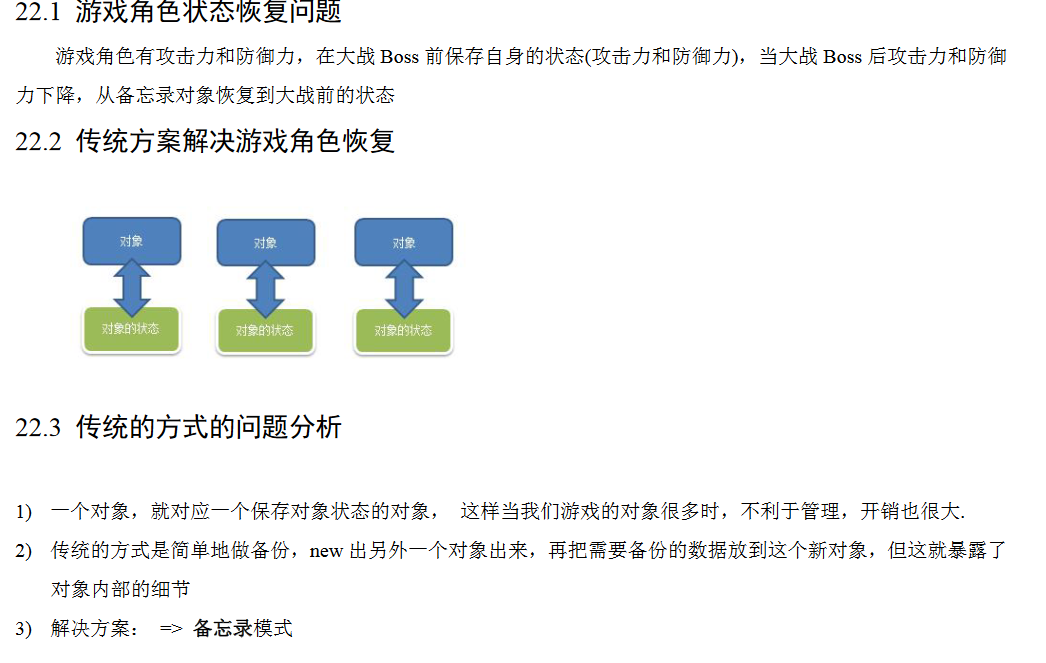 22.1 游戏角色状态恢复问题
游戏角色有攻击力和防御力，在大战 Boss 前保存自身的状态(攻击力和防御力)，当大战 Boss 后攻击力和防御
力下降，从备忘录对象恢复到大战前的状态
22.2 传统方案解决游戏角色恢复
对象 对象 对象
对象的状态 对象的状态 对象的状态
22.3 传统的方式的问题分析
1) 一个对象，就对应一个保存对象状态的对象， 这样当我们游戏的对象很多时，不利于管理，开销也很大.
2) 传统的方式是简单地做备份，new 出另外一个对象出来，再把需要备份的数据放到这个新对象，但这就暴露了
对象内部的细节
3) 解决方案： => 备忘录模式